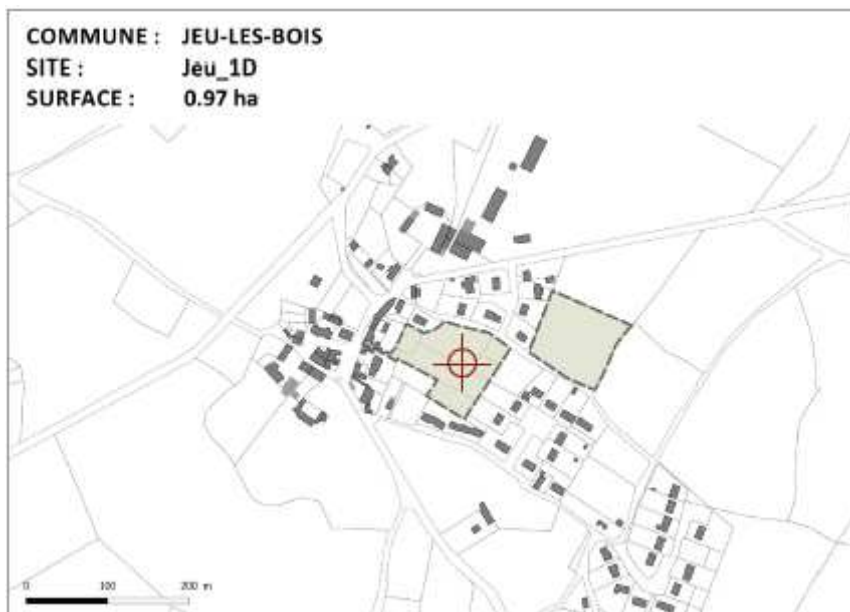 COMMUNE : JEU-LES-BOIS
SITE : Jeu_1D
SURFACE : 0.97 ha
0 100 200 m